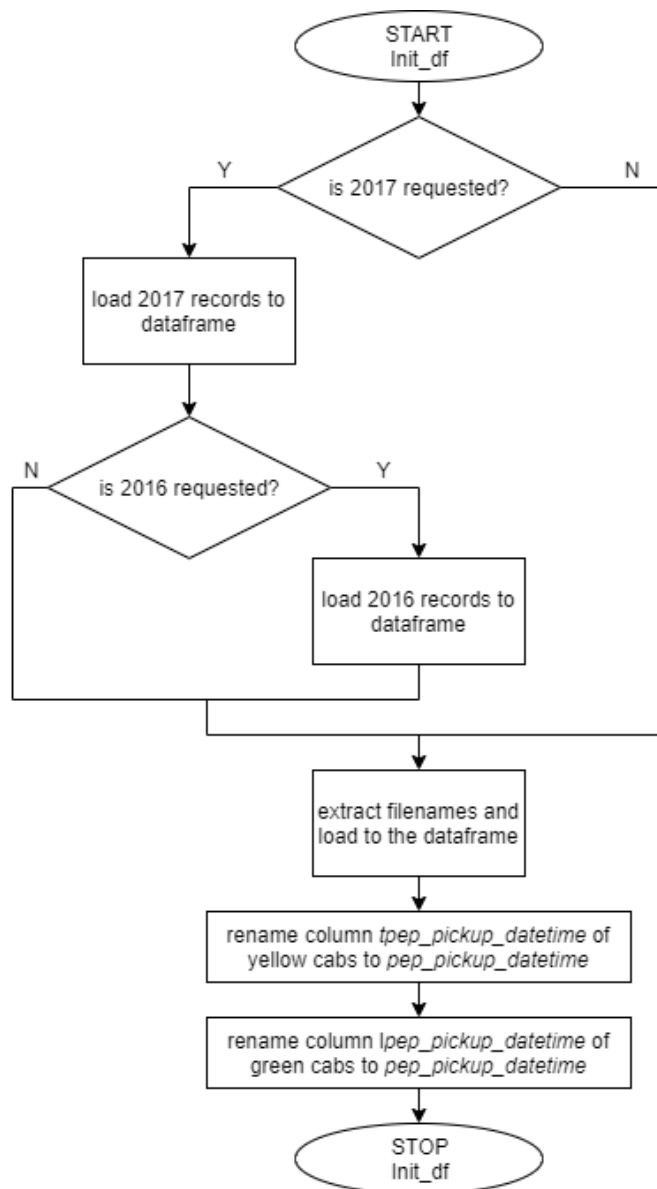 START
Init_df
is 2017 requested?
Y
N
load 2017 records to
dataframe
is 2016 requested?
N
Y
load 2016 records to
dataframe
extract filenames and
load to the dataframe
rename column tpep_pickup_datetime of
yellow cabs to pep_pickup_datetime
rename column lpep_pickup_datetime of
green cabs to pep_pickup_datetime
STOP
Init_df